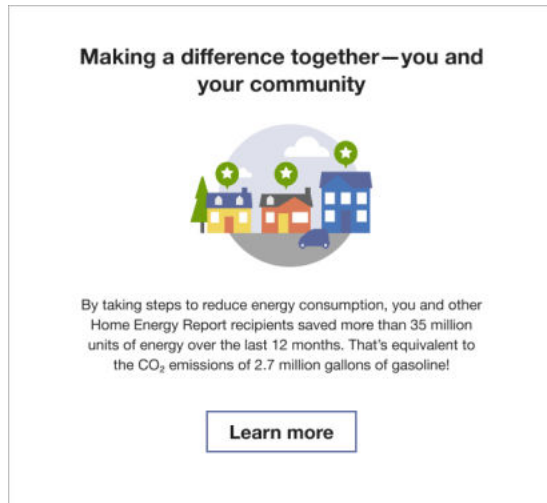 Making a difference together—you and
your community
By taking steps to reduce energy consumption, you and other
Home Energy Report recipients saved more than 35 million
units of energy over the last 12 months. That's equivalent to
the CO₂ emissions of 2.7 million gallons of gasoline!
Learn more